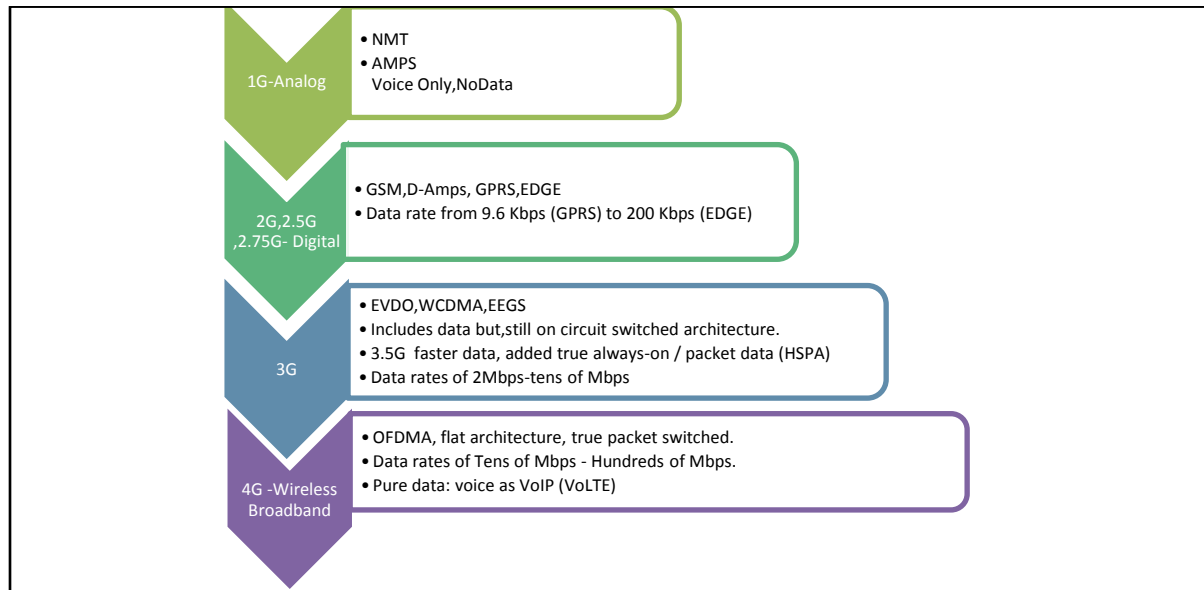 1G-Analog
• NMT
• AMPS
Voice Only,NoData
2G,2.5G
,2.75G- Digital
• GSM,D-Amps, GPRS,EDGE
• Data rate from 9.6 Kbps (GPRS) to 200 Kbps (EDGE)
3G
• EVDO,WCDMA,EEGS
• Includes data but,still on circuit switched architecture.
• 3.5G  faster data, added true always-on / packet data (HSPA)
• Data rates of 2Mbps-tens of Mbps
4G -Wireless
Broadband
• OFDMA, flat architecture, true packet switched.
• Data rates of Tens of Mbps - Hundreds of Mbps.
• Pure data: voice as VoIP (VoLTE)